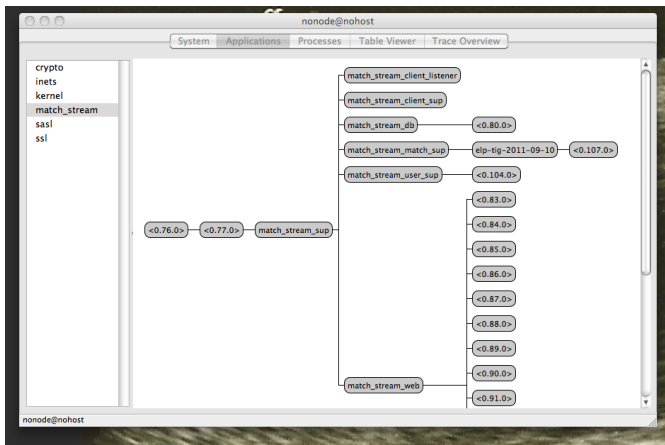 nonode@nohost
System Applications Processes Table Viewer Trace Overview
crypto
inets
kernel
match_stream
sasl
ssl
match_stream_client_listener
match_stream_client_sup
match_stream_db <0.80.0>
match_stream_match_sup elp-tig-2011-09-10 <0.107.0>
match_stream_user_sup <0.104.0>
<0.83.0>
<0.84.0>
<0.76.0> <0.77.0> match_stream_sup
<0.85.0>
<0.86.0>
<0.87.0>
<0.88.0>
<0.89.0>
<0.90.0>
match_stream_web
<0.91.0>
nonode@nohost